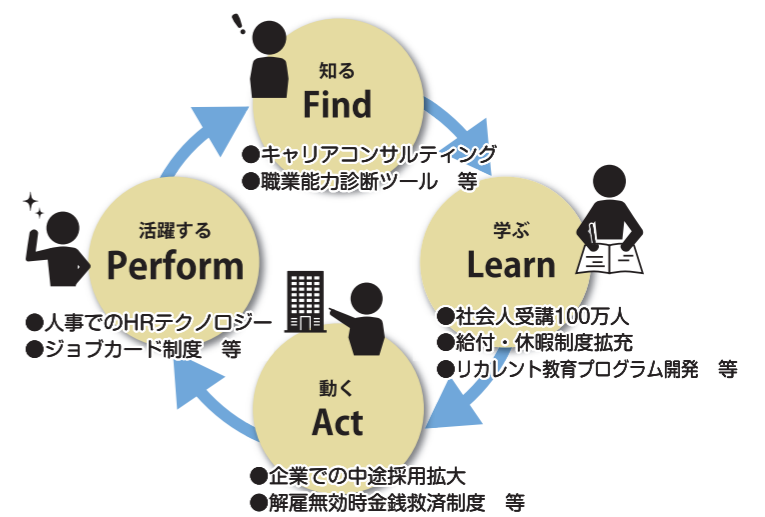 知る
Find
●キャリアコンサルティング
●職業能力診断ツール 等
学ぶ
Learn
●社会人受講100万人
●給付・休暇制度拡充
●リカレント教育プログラム開発 等
動く
Act
●企業での中途採用拡大
●解雇無効時金銭救済制度 等
活躍する
Perform
●人事でのHRテクノロジー
●ジョブカード制度 等